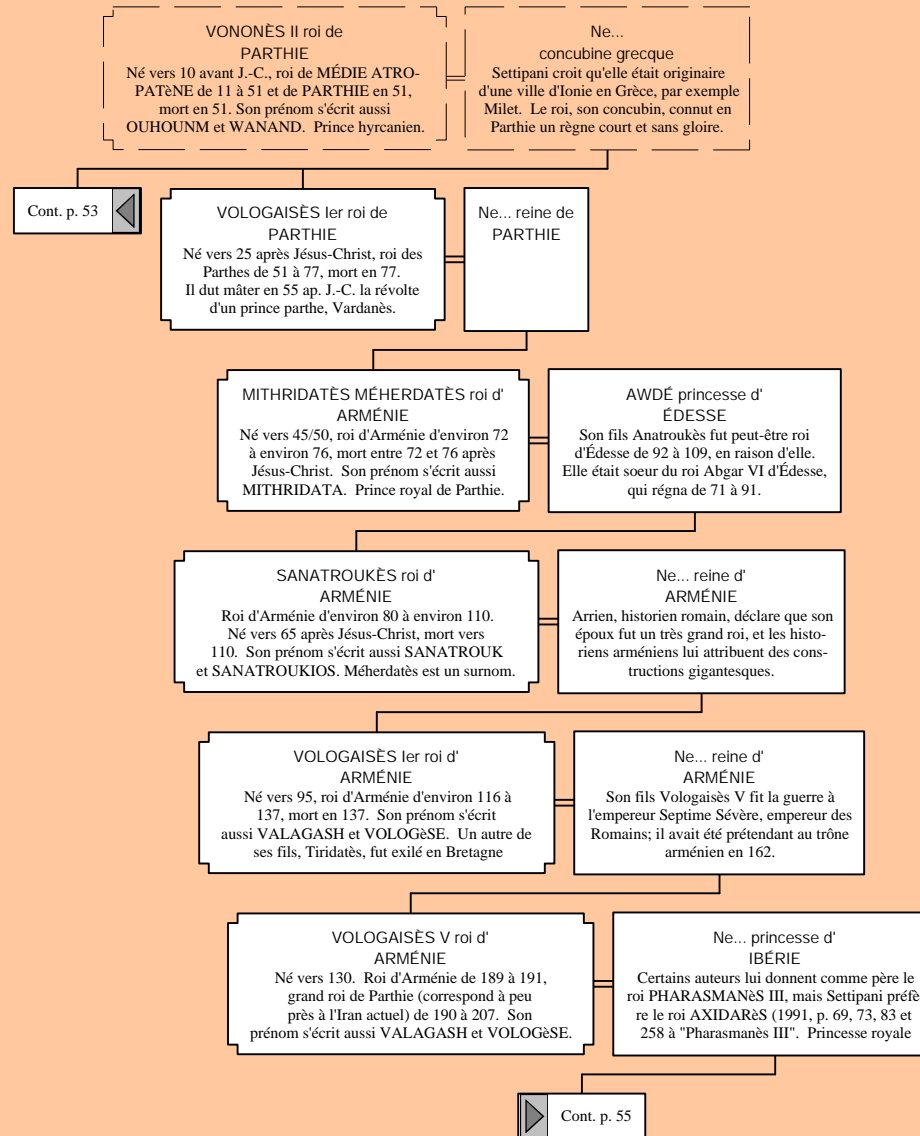 VONONÈS II roi de
PARTHIE
Né vers 10 avant J.-C., roi de MÉDIE ATRO-
PATèNE de 11 à 51 et de PARTHIE en 51,
mort en 51. Son prénom s'écrit aussi
OUHOUNM et WANAND. Prince hyrcanien.
Ne...
concubine grecque
Settipani croit qu'elle était originaire
d'une ville d'Ionie en Grèce, par exemple
Milet. Le roi, son concubin, connut en
Parthie un règne court et sans gloire.
Cont. p. 53
VOLOGAISÈS Ier roi de
PARTHIE
Né vers 25 après Jésus-Christ, roi des
Parthes de 51 à 77, mort en 77.
Il dut mâter en 55 ap. J.-C. la révolte
d'un prince parthe, Vardanès.
Ne... reine de
PARTHIE
MITHRIDATÈS MÉHERDATÈS roi d'
ARMÉNIE
Né vers 45/50, roi d'Arménie d'environ 72
à environ 76, mort entre 72 et 76 après
Jésus-Christ. Son prénom s'écrit aussi
MITHRIDATA. Prince royal de Parthie.
AWDÉ princesse d'
ÉDESSE
Son fils Anatroukès fut peut-être roi
d'Édesse de 92 à 109, en raison d'elle.
Elle était soeur du roi Abgar VI d'Édesse,
qui régna de 71 à 91.
SANATROUKÈS roi d'
ARMÉNIE
Roi d'Arménie d'environ 80 à environ 110.
Né vers 65 après Jésus-Christ, mort vers
110. Son prénom s'écrit aussi SANATROUK
et SANATROUKIOS. Méherdatès est un surnom.
Ne... reine d'
ARMÉNIE
Arrien, historien romain, déclare que son
époux fut un très grand roi, et les histo-
riens arméniens lui attribuent des cons-
tructions gigantesques.
VOLOGAISÈS Ier roi d'
ARMÉNIE
Né vers 95, roi d'Arménie d'environ 116 à
137, mort en 137. Son prénom s'écrit
aussi VALAGASH et VOLOGèSE. Un autre de
ses fils, Tiridatès, fut exilé en Bretagne
Ne... reine d'
ARMÉNIE
Son fils Vologaisès V fit la guerre à
l'empereur Septime Sévère, empereur des
Romains; il avait été prétendant au trône
arménien en 162.
VOLOGAISÈS V roi d'
ARMÉNIE
Né vers 130. Roi d'Arménie de 189 à 191,
grand roi de Parthie (correspond à peu
près à l'Iran actuel) de 190 à 207. Son
prénom s'écrit aussi VALAGASH et VOLOGèSE.
Ne... princesse d'
IBÉRIE
Certains auteurs lui donnent comme père le
roi PHARASMANèS III, mais Settipani préfè
re le roi AXIDARèS (1991, p. 69, 73, 83 et
258 à "Pharasmanès III". Princesse royale
Cont. p. 55